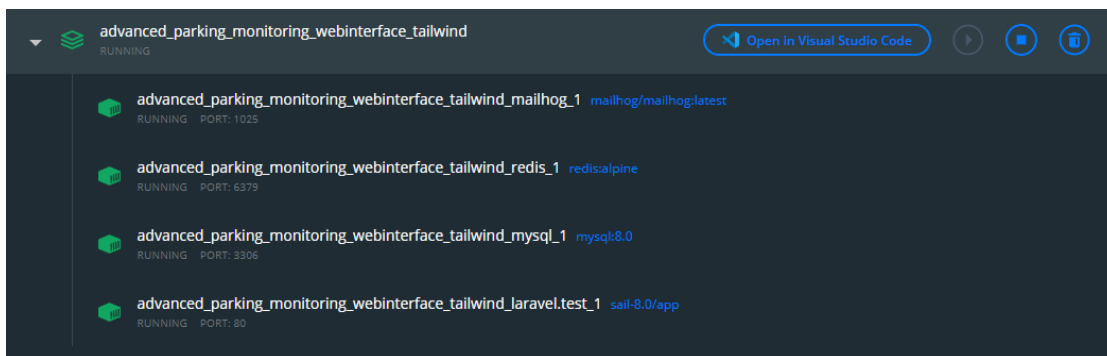 advanced_parking_monitoring_webinterface_tailwind
RUNNING
Open in Visual Studio Code
advanced_parking_monitoring_webinterface_tailwind_mailhog_1 mailhog/mailhog:latest
RUNNING PORT: 1025
advanced_parking_monitoring_webinterface_tailwind_redis_1 redis:alpine
RUNNING PORT: 6379
advanced_parking_monitoring_webinterface_tailwind_mysql_1 mysql:8.0
RUNNING PORT: 3306
advanced_parking_monitoring_webinterface_tailwind_laravel.test_1 sail-8.0/app
RUNNING PORT: 80